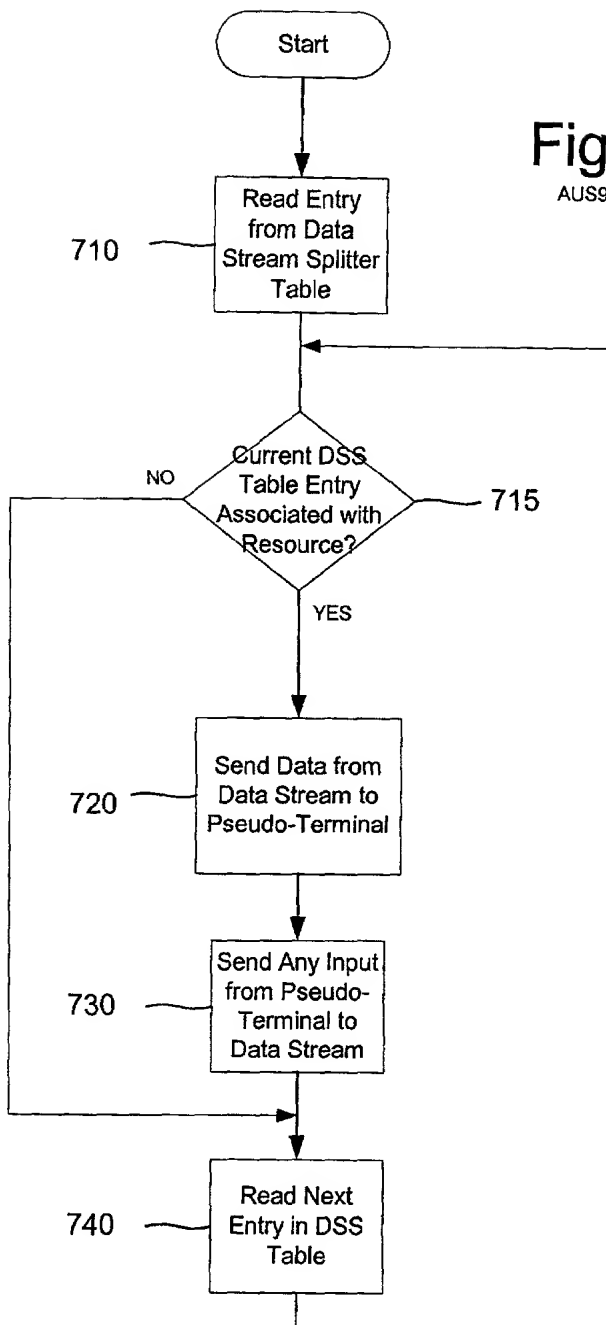 Start
Fig
AUS9
710
Read Entry
from Data
Stream Splitter
Table
NO
Current DSS
Table Entry
Associated with
Resource?
715
YES
720
Send Data from
Data Stream to
Pseudo-Terminal
730
Send Any Input
from Pseudo-
Terminal to
Data Stream
740
Read Next
Entry in DSS
Table